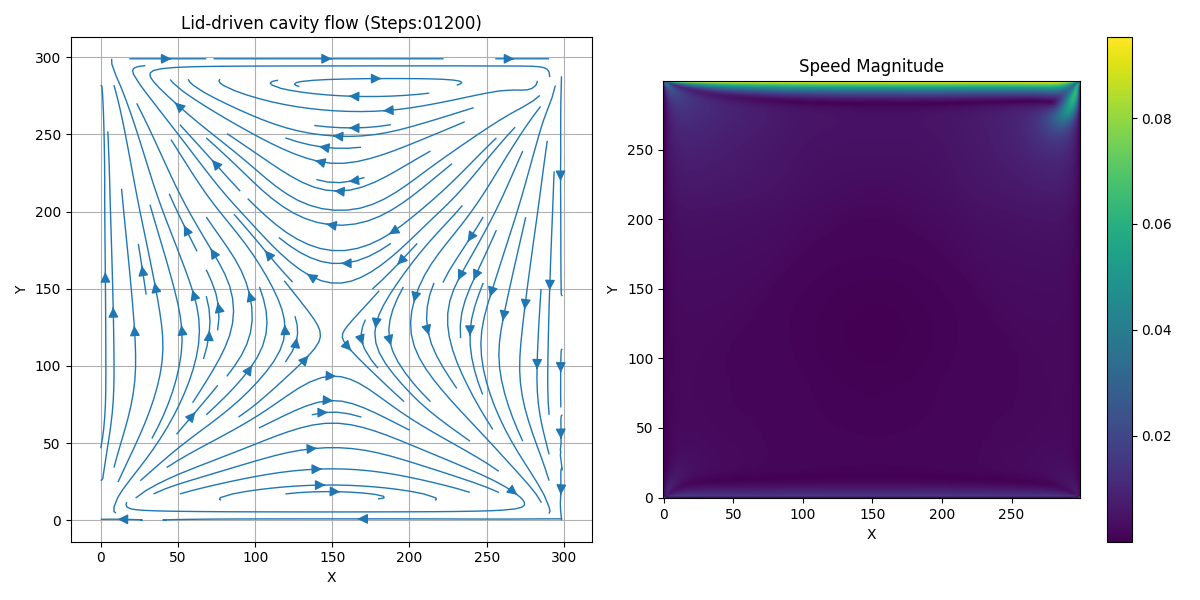 Lid-driven cavity flow (Steps:01200)
300
250
200
150
100
50
0
Y
0 50 100 150 200 250 300
X
Speed Magnitude
250
200
150
100
50
0
Y
0 50 100 150 200 250
X
0.08
0.06
0.04
0.02